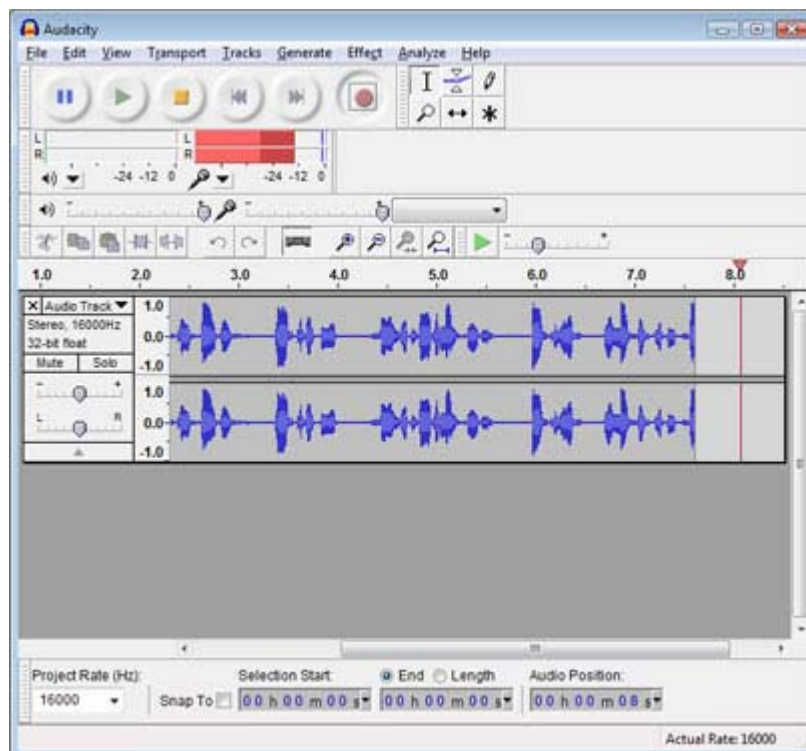 Audacity
File Edit View Transport Tracks Generate Effect Analyze Help
L
R
-24 -12 0
L
R
-24 -12 0
1.0 2.0 3.0 4.0 5.0 6.0 7.0 8.0
X Audio Track
Stereo, 16000Hz
32-bit float
Mute Solo
- +
L R
1.0
0.0
-1.0
1.0
0.0
-1.0
Project Rate (Hz): Selection Start: End Length Audio Position:
16000 Snap To 00 h 00 m 00 s 00 h 00 m 00 s 00 h 00 m 08 s
Actual Rate: 16000